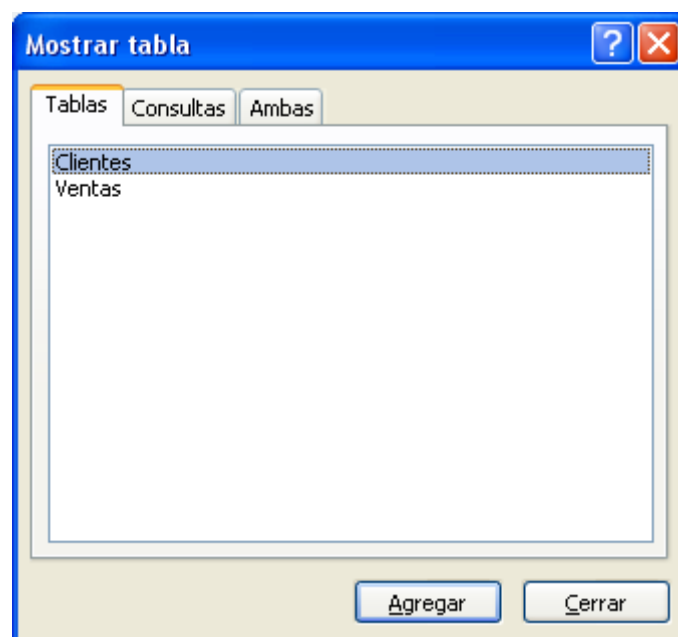 Mostrar tabla
Tablas Consultas Ambas
Clientes
Ventas
Agregar Cerrar